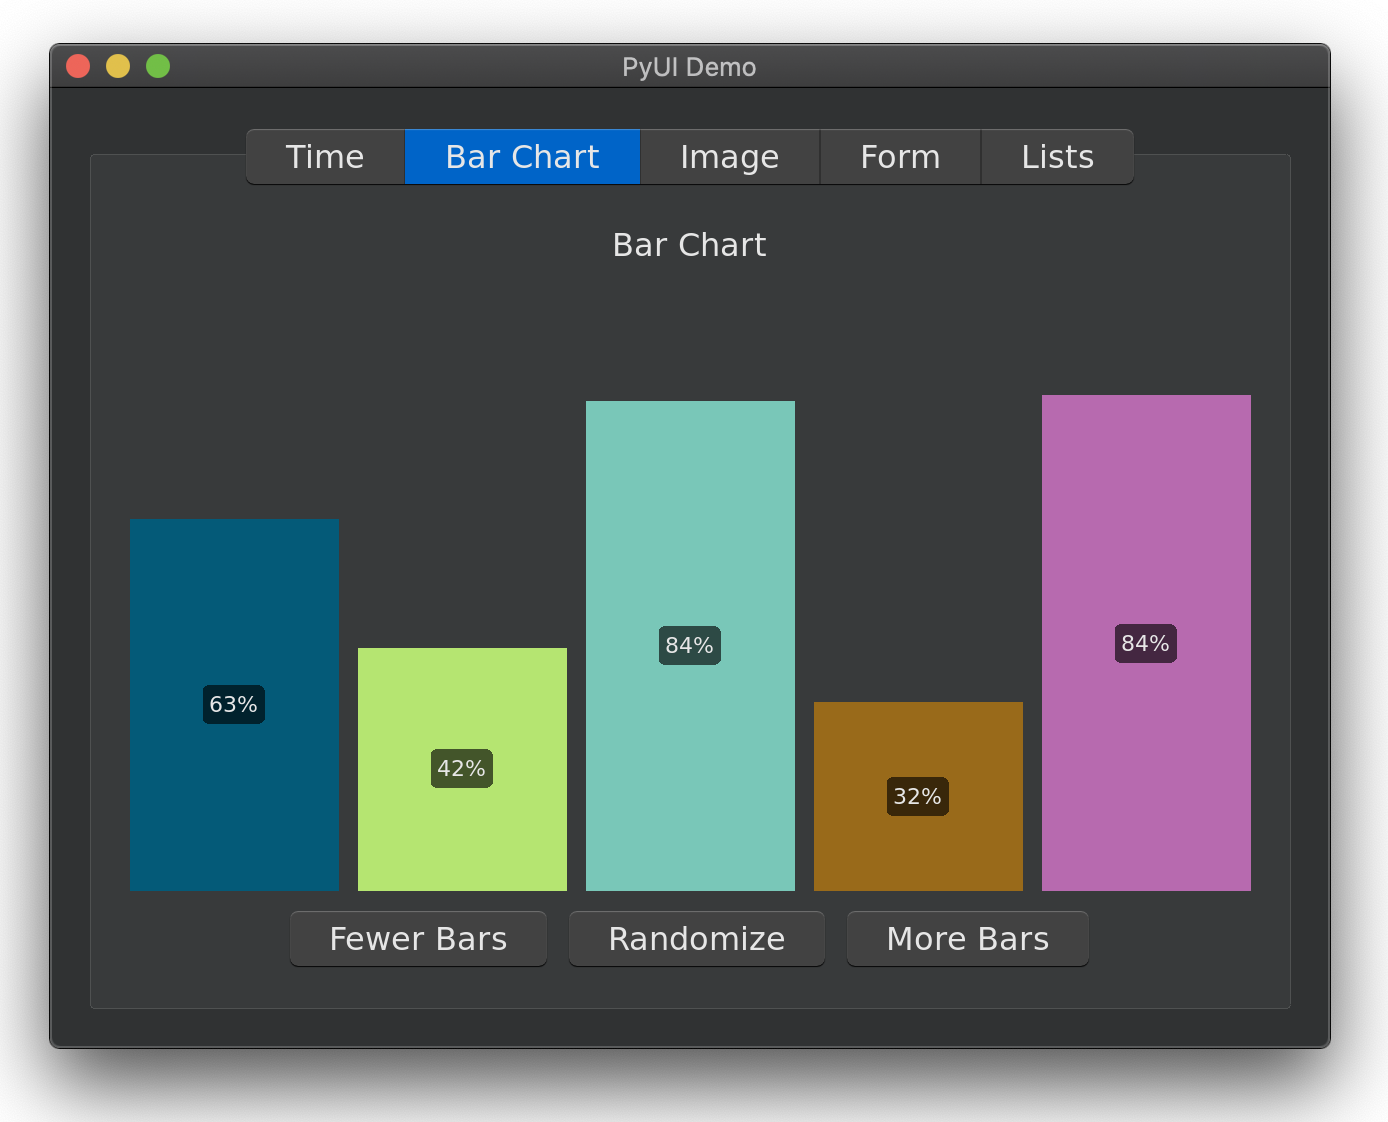 PyUI Demo
Time Bar Chart Image Form Lists
Bar Chart
63% 42% 84% 32% 84%
Fewer Bars Randomize More Bars